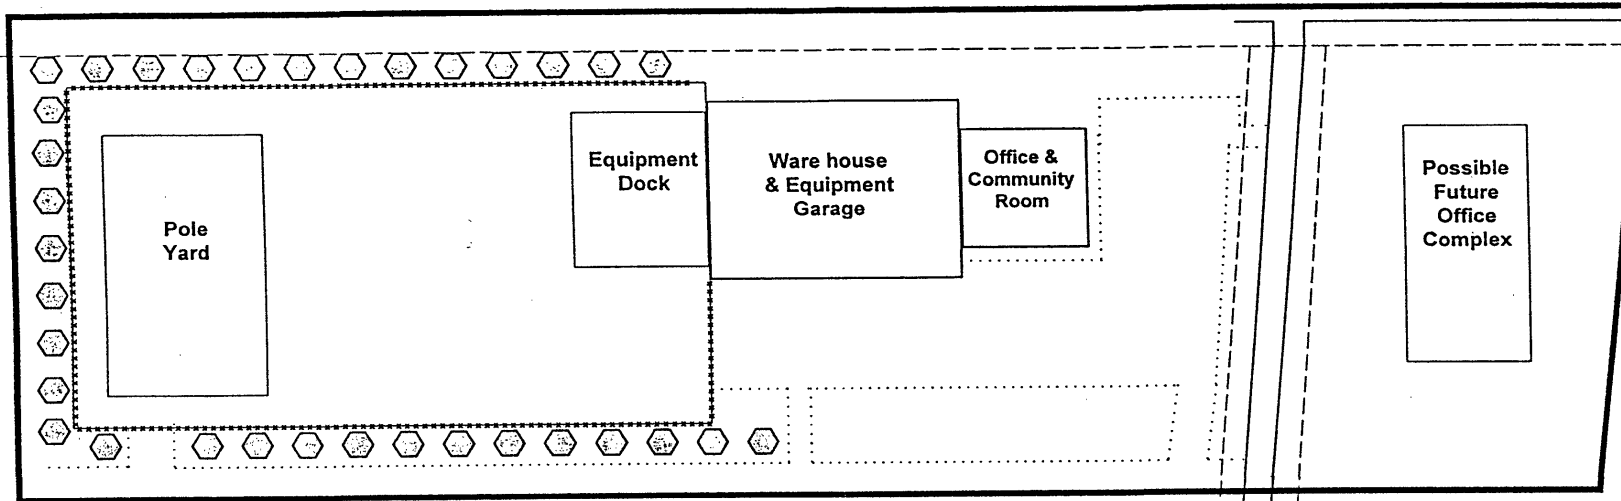 Pole
Yard
Equipment
Dock
Ware house
& Equipment
Garage
Office &
Community
Room
Possible
Future
Office
Complex